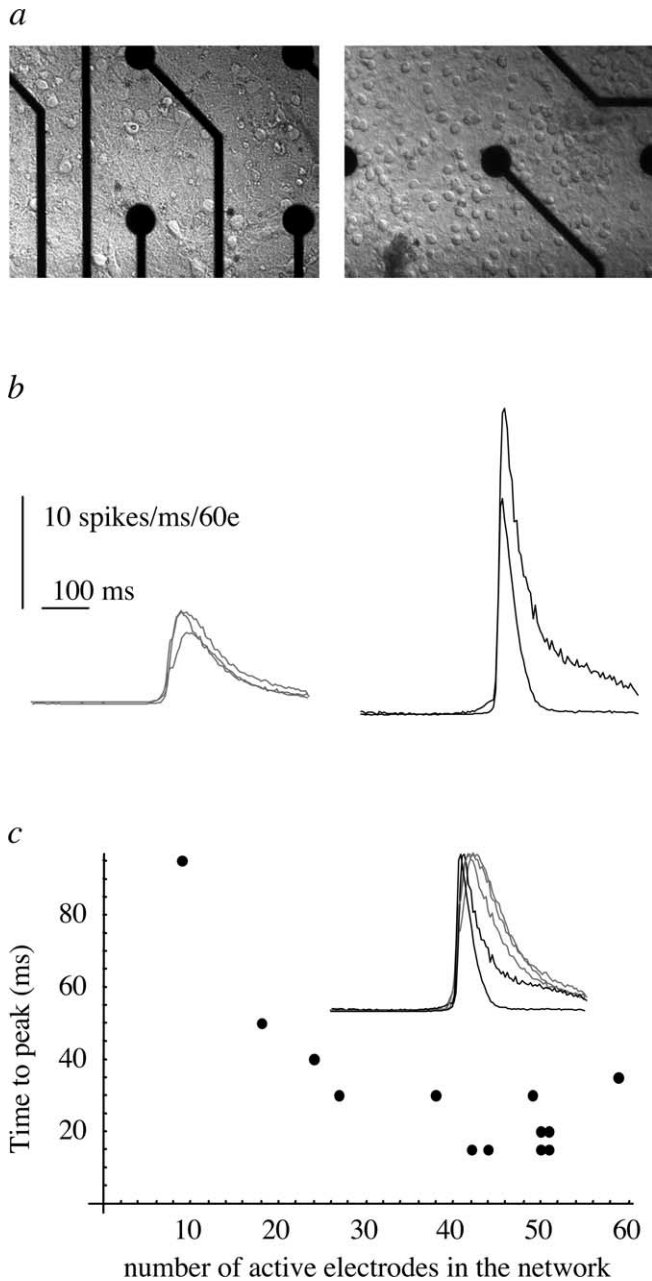 a
b
10 spikes/ms/60e
100 ms
c
80
60
40
20
Time to peak (ms)
10 20 30 40 50 60
number of active electrodes in the network